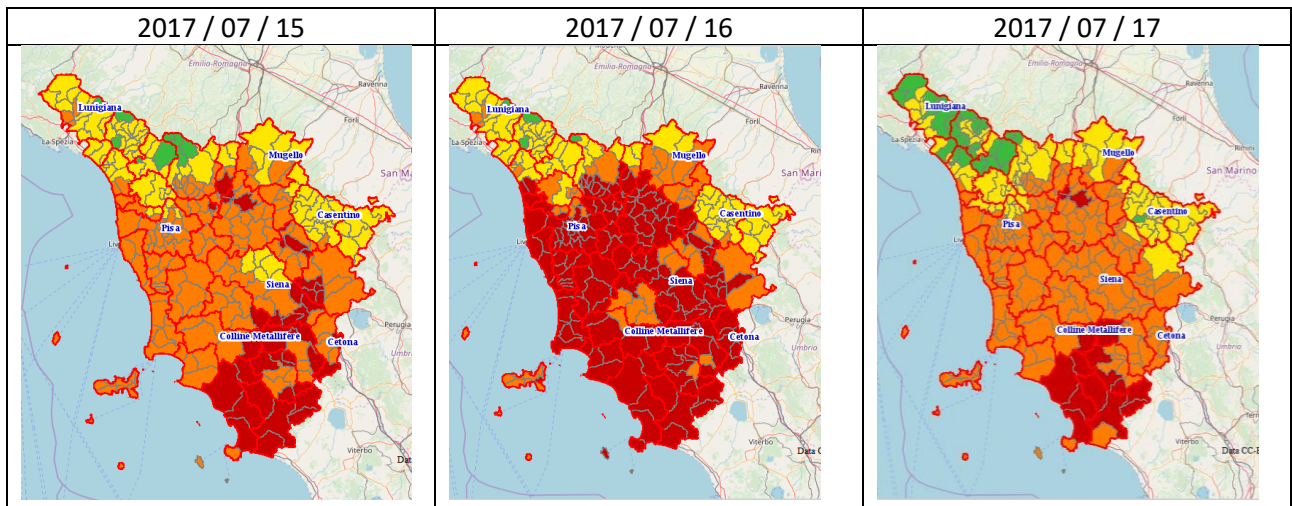 2017 / 07 / 15
2017 / 07 / 16
2017 / 07 / 17
Emilia-Romagna
Ravenna
Lunigiana
Forlì
La Spezia
Mugello
San Ma
Casentino
Pisa
Liv
Siena
Perugia
Colline Metallifere
Cetona
Umbri
Viterbo
Dat
Emilia-Romagna
Ravenna
Lunigiana
Forlì
La-Spezia
Mugello
San Mari
Casentino
Pisa
Liv
Siena
Perugia
Colline Metallifere
Cetona
Umbria
Viterbo
Data C
Emilia-Romagna
Ravenna
Lunigiana
Forlì
La-Spezia
Rimini
Mugello
San Marino
Casentino
Pisa
Liv
Siena
Perugia
Colline Metallifere
Cetona
Umbria
Viterbo
Data CC-E